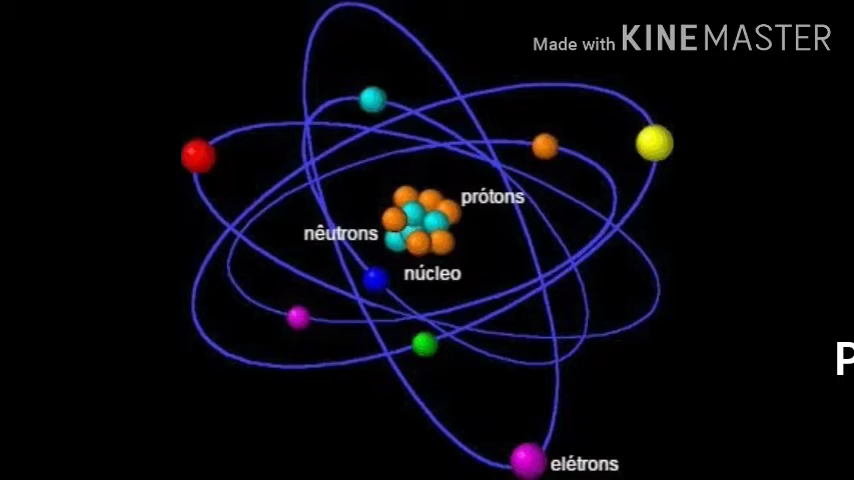 Made with KINEMASTER
prótons
nêutrons
núcleo
P
elétrons